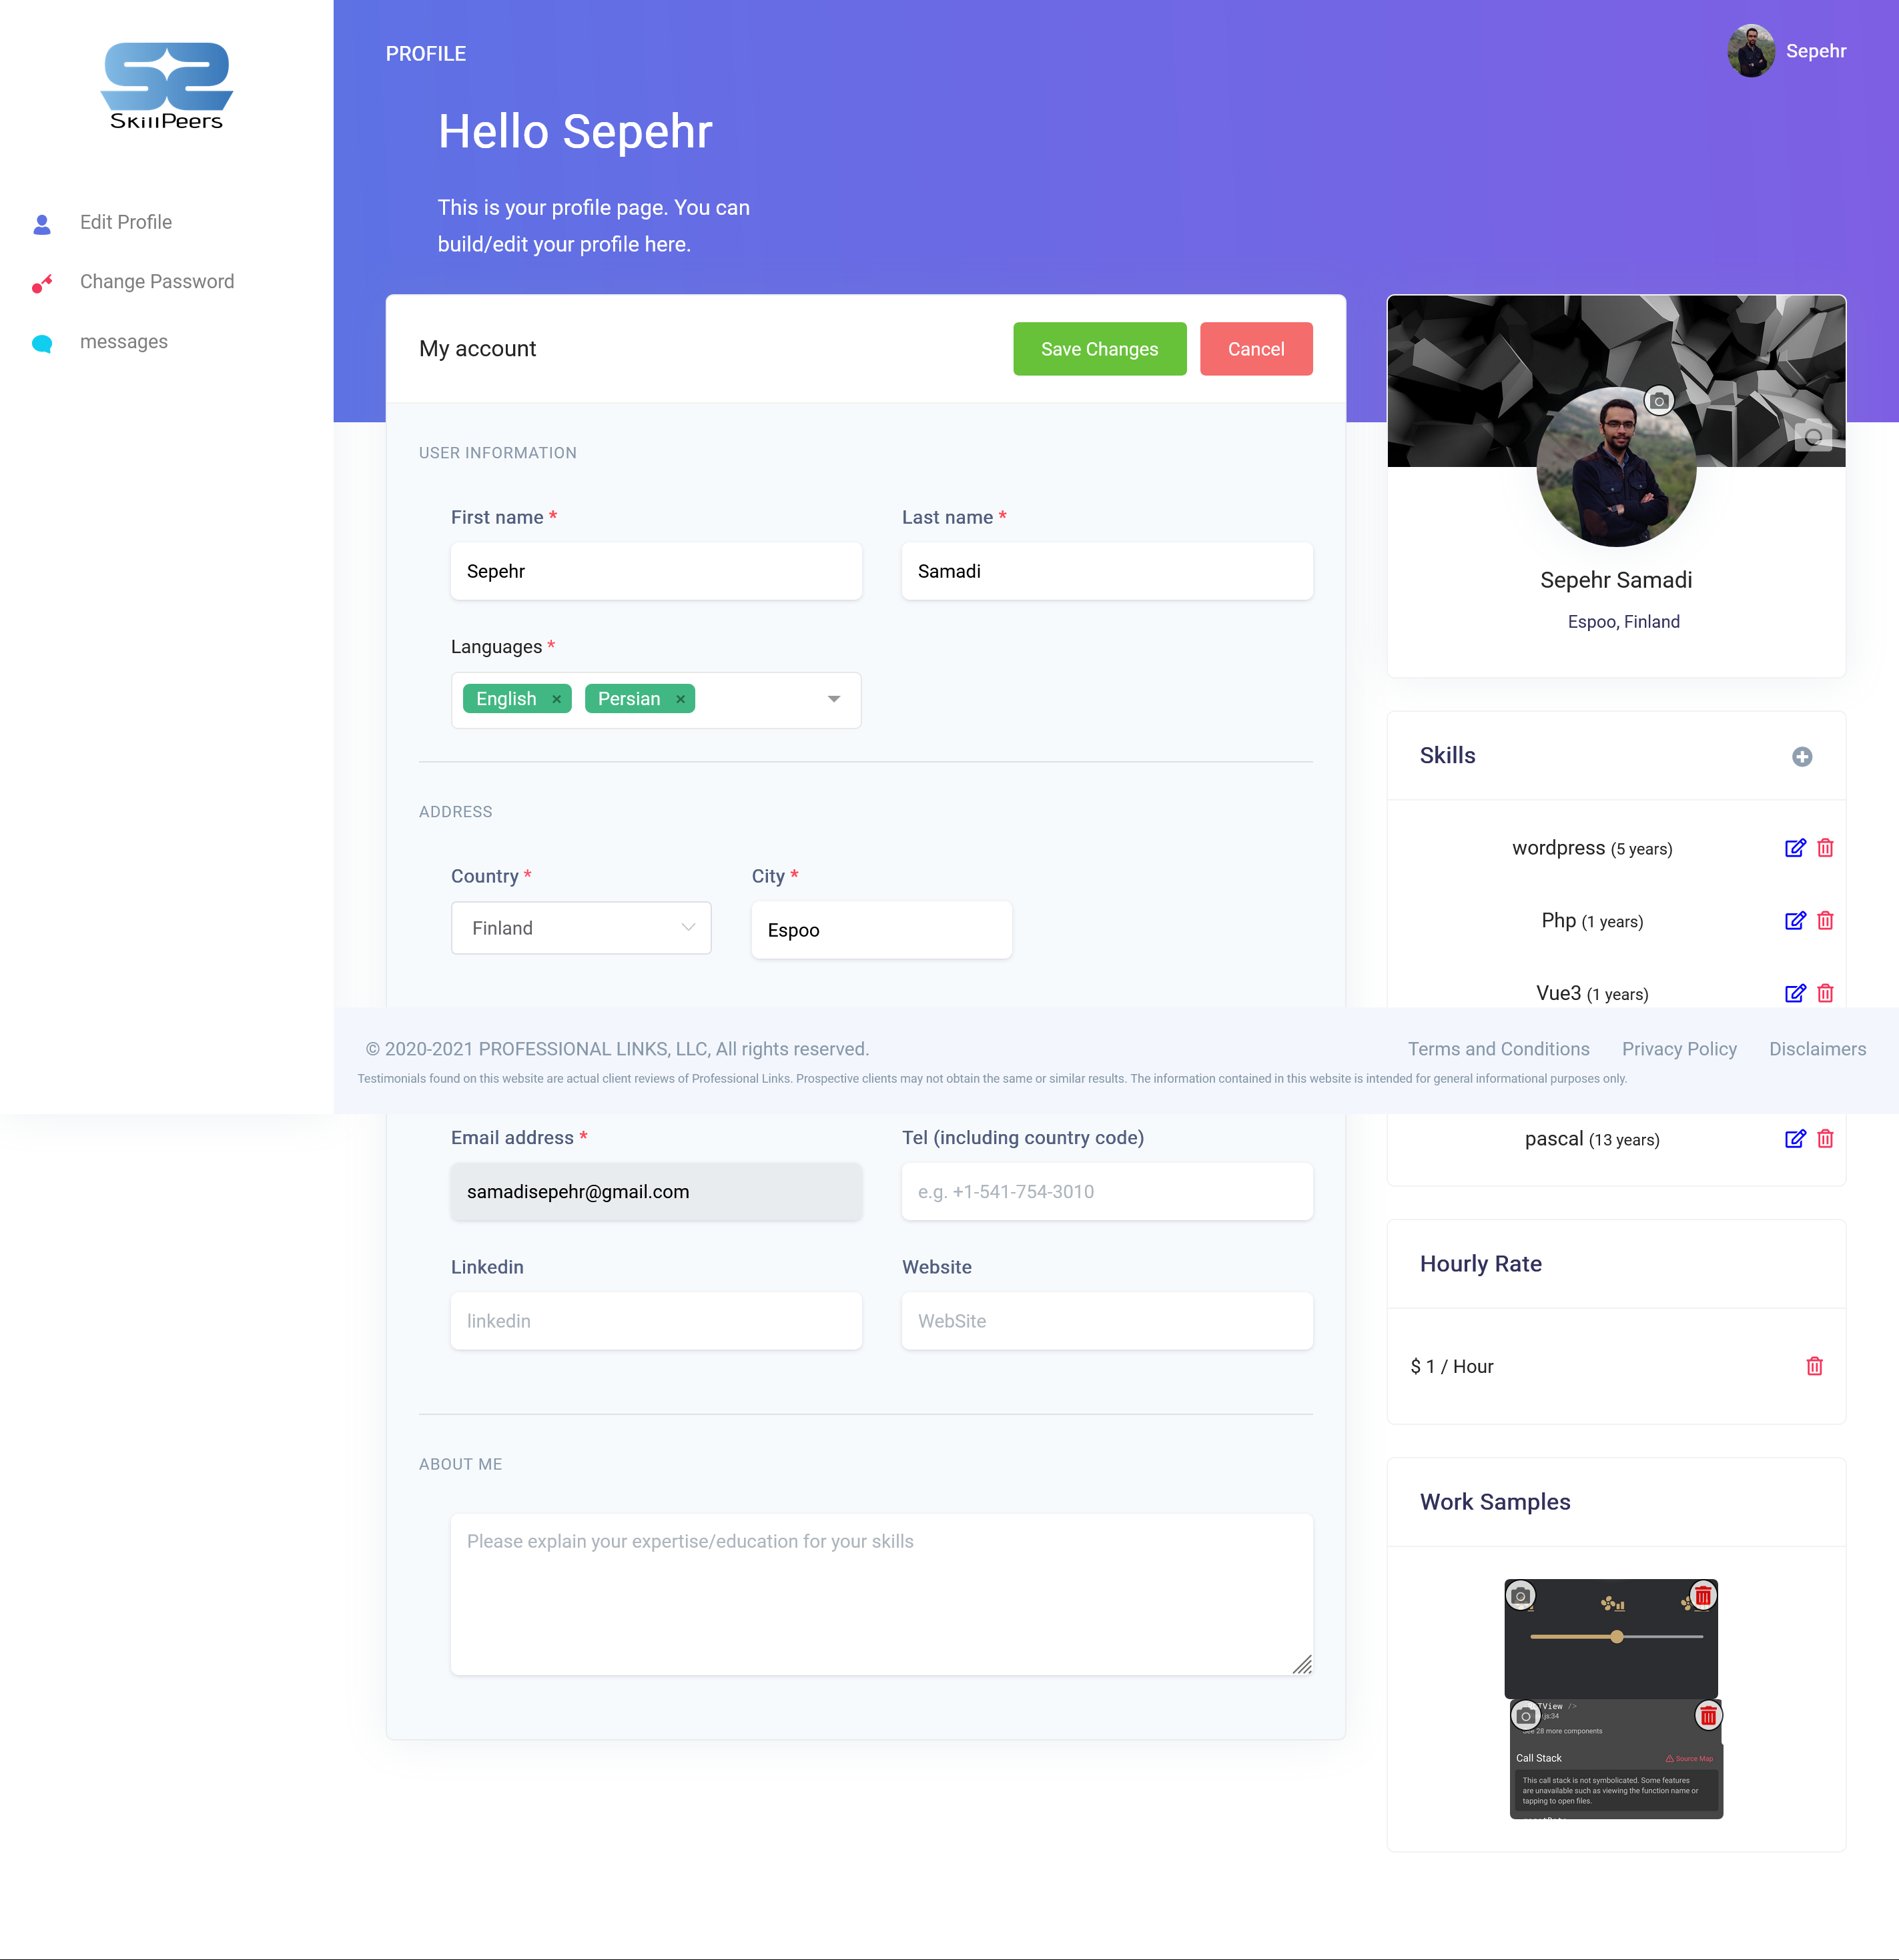 SkillPeers
Edit Profile
Change Password
messages
PROFILE
Sepehr
Hello Sepehr
This is your profile page. You can
build/edit your profile here.
My account
Save Changes
Cancel
USER INFORMATION
First name *
Last name *
Sepehr
Samadi
Languages *
English ×
Persian ×
ADDRESS
Country *
City *
Finland
Espoo
Email address *
Tel (including country code)
samadisepehr@gmail.com
e.g. +1-541-754-3010
Linkedin
Website
linkedin
WebSite
ABOUT ME
Please explain your expertise/education for your skills
Sepehr Samadi
Espoo, Finland
Skills
wordpress (5 years)
Php (1 years)
Vue3 (1 years)
pascal (13 years)
Hourly Rate
$ 1 / Hour
Work Samples
TView />
.js:34
28 more components
Call Stack
Source Map
This call stack is not symbolicated. Some features
are unavailable such as viewing the function name or
tapping to open files.
© 2020-2021 PROFESSIONAL LINKS, LLC, All rights reserved.
Terms and Conditions
Privacy Policy
Disclaimers
Testimonials found on this website are actual client reviews of Professional Links. Prospective clients may not obtain the same or similar results. The information contained in this website is intended for general informational purposes only.